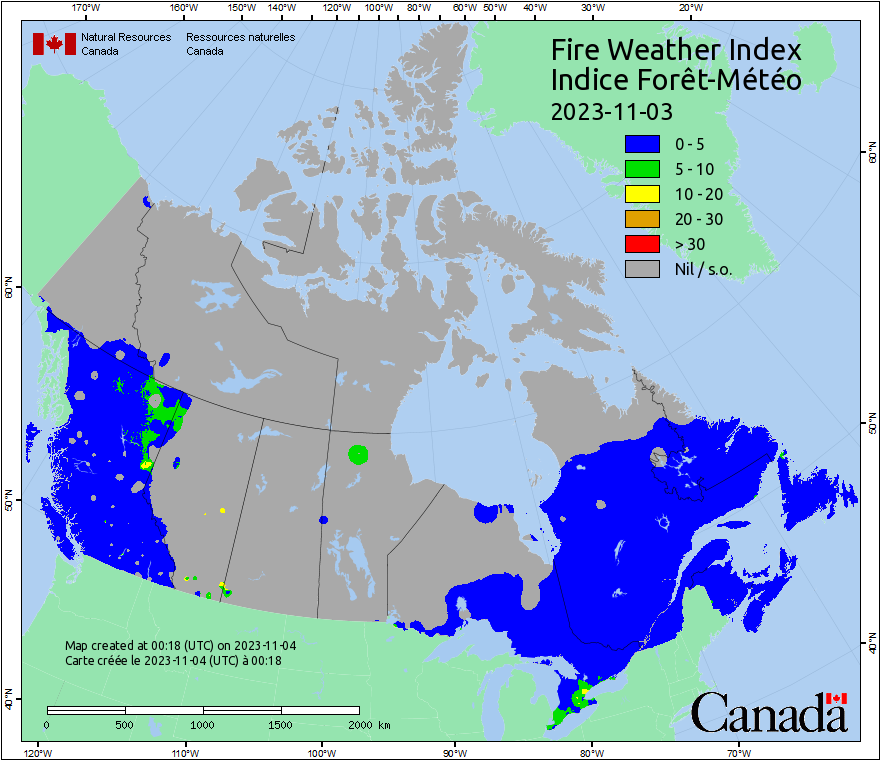 170°W 160°W 150°W 140°W 130°W 120°W 110°W 100°W 90°W 80°W 60°W 50°W 40°W 30°W 20°W
Natural Resources Ressources naturelles
Canada Canada
Fire Weather Index
Indice Forêt-Météo
2023-11-03
0 - 5
5 - 10
10 - 20
20 - 30
> 30
Nil / s.o.
60°N
60°N
50°N
50°N
40°N
40°N
Map created at 00:18 (UTC) on 2023-11-04
Carte créée le 2023-11-04 (UTC) à 00:18
0 500 1000 1500 2000 km
Canada
120°W 110°W 100°W 90°W 80°W 70°W